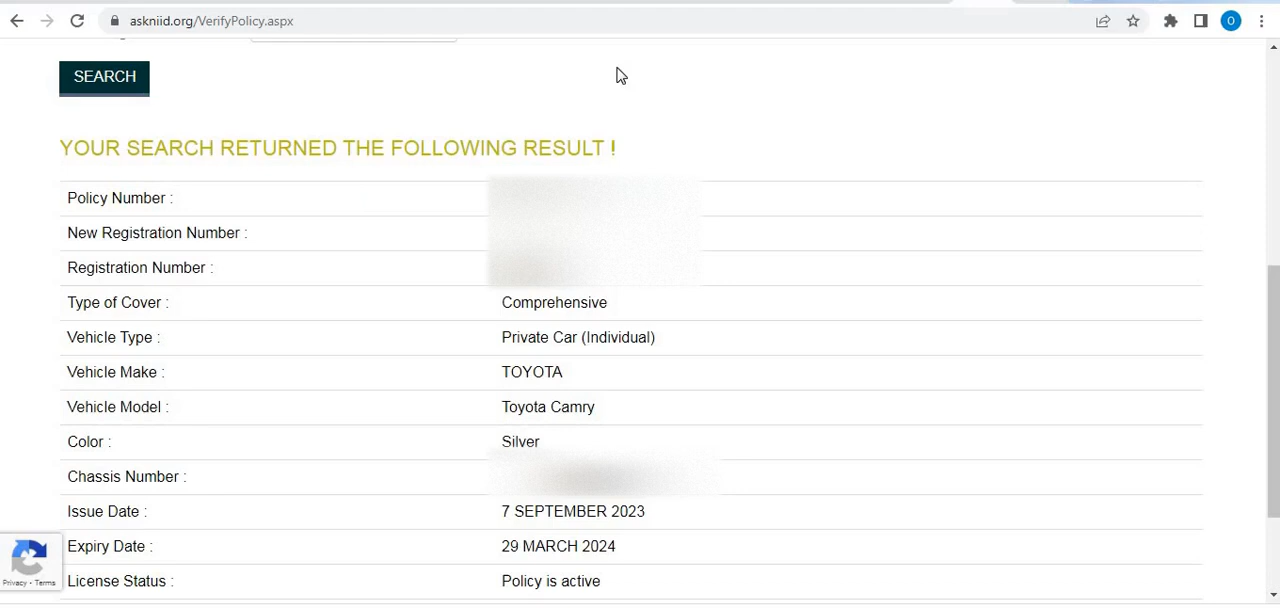 askniid.org/VerifyPolicy.aspx
O
SEARCH
YOUR SEARCH RETURNED THE FOLLOWING RESULT !
Policy Number :
New Registration Number :
Registration Number :
Type of Cover : Comprehensive
Vehicle Type : Private Car (Individual)
Vehicle Make : TOYOTA
Vehicle Model : Toyota Camry
Color : Silver
Chassis Number :
Issue Date : 7 SEPTEMBER 2023
Expiry Date : 29 MARCH 2024
License Status : Policy is active
Privacy - Terms